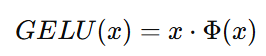 GELU(x) = x · Φ(x)